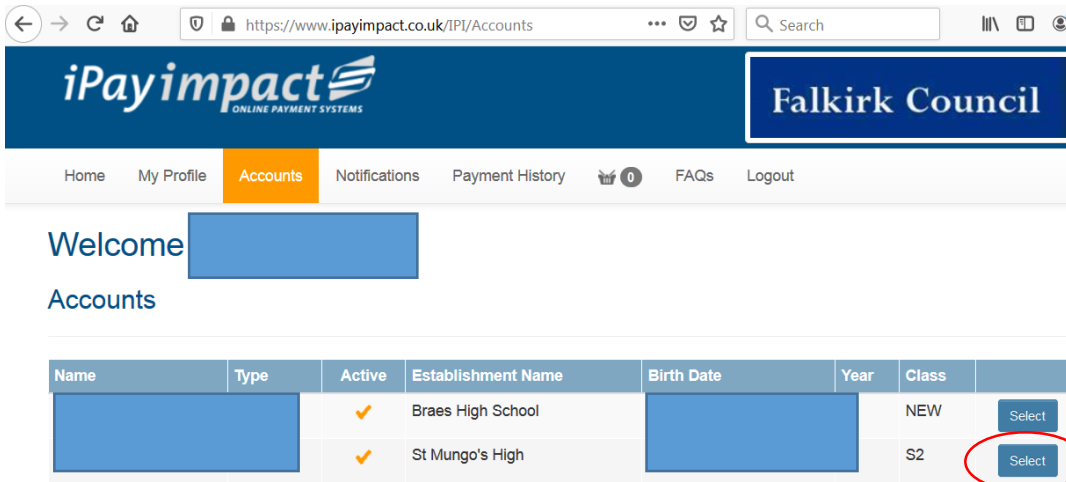 https://www.ipayimpact.co.uk/IPI/Accounts
Search
iPayimpact
ONLINE PAYMENT SYSTEMS
Falkirk Council
Home My Profile Accounts Notifications Payment History 0 FAQs Logout
Welcome
Accounts
Name Type Active Establishment Name Birth Date Year Class
Braes High School NEW Select
St Mungo's High S2 Select